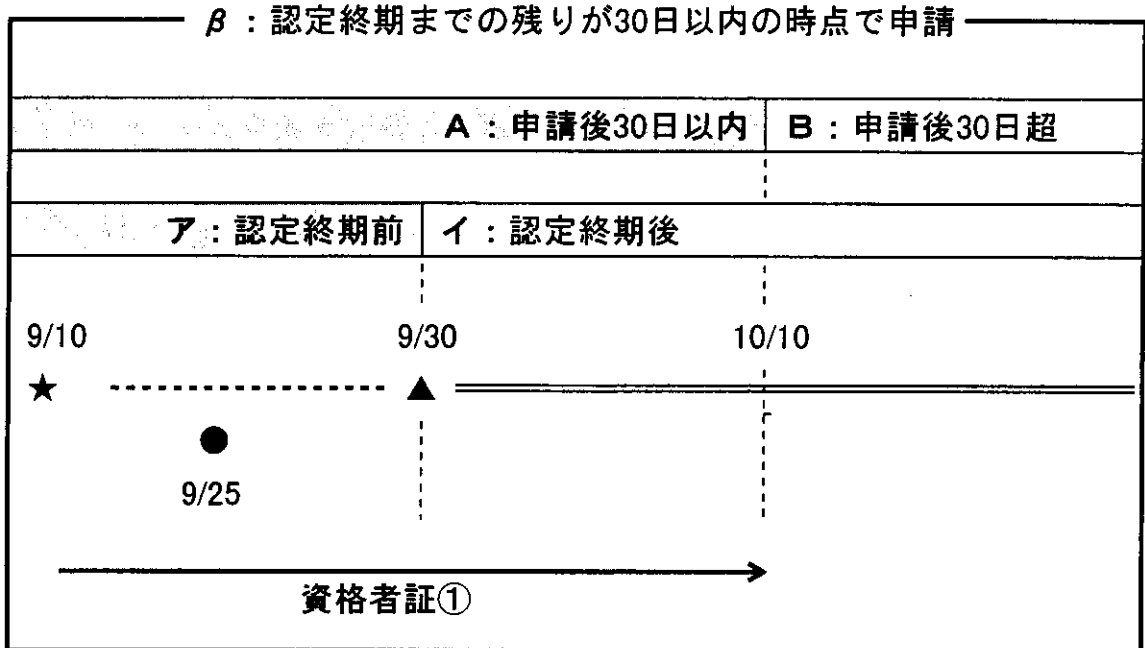 β：認定終期までの残りが30日以内の時点で申請
A：申請後30日以内 B：申請後30日超
ア：認定終期前 イ：認定終期後
9/10 9/30 10/10
★ ▲
●
9/25
資格者証①